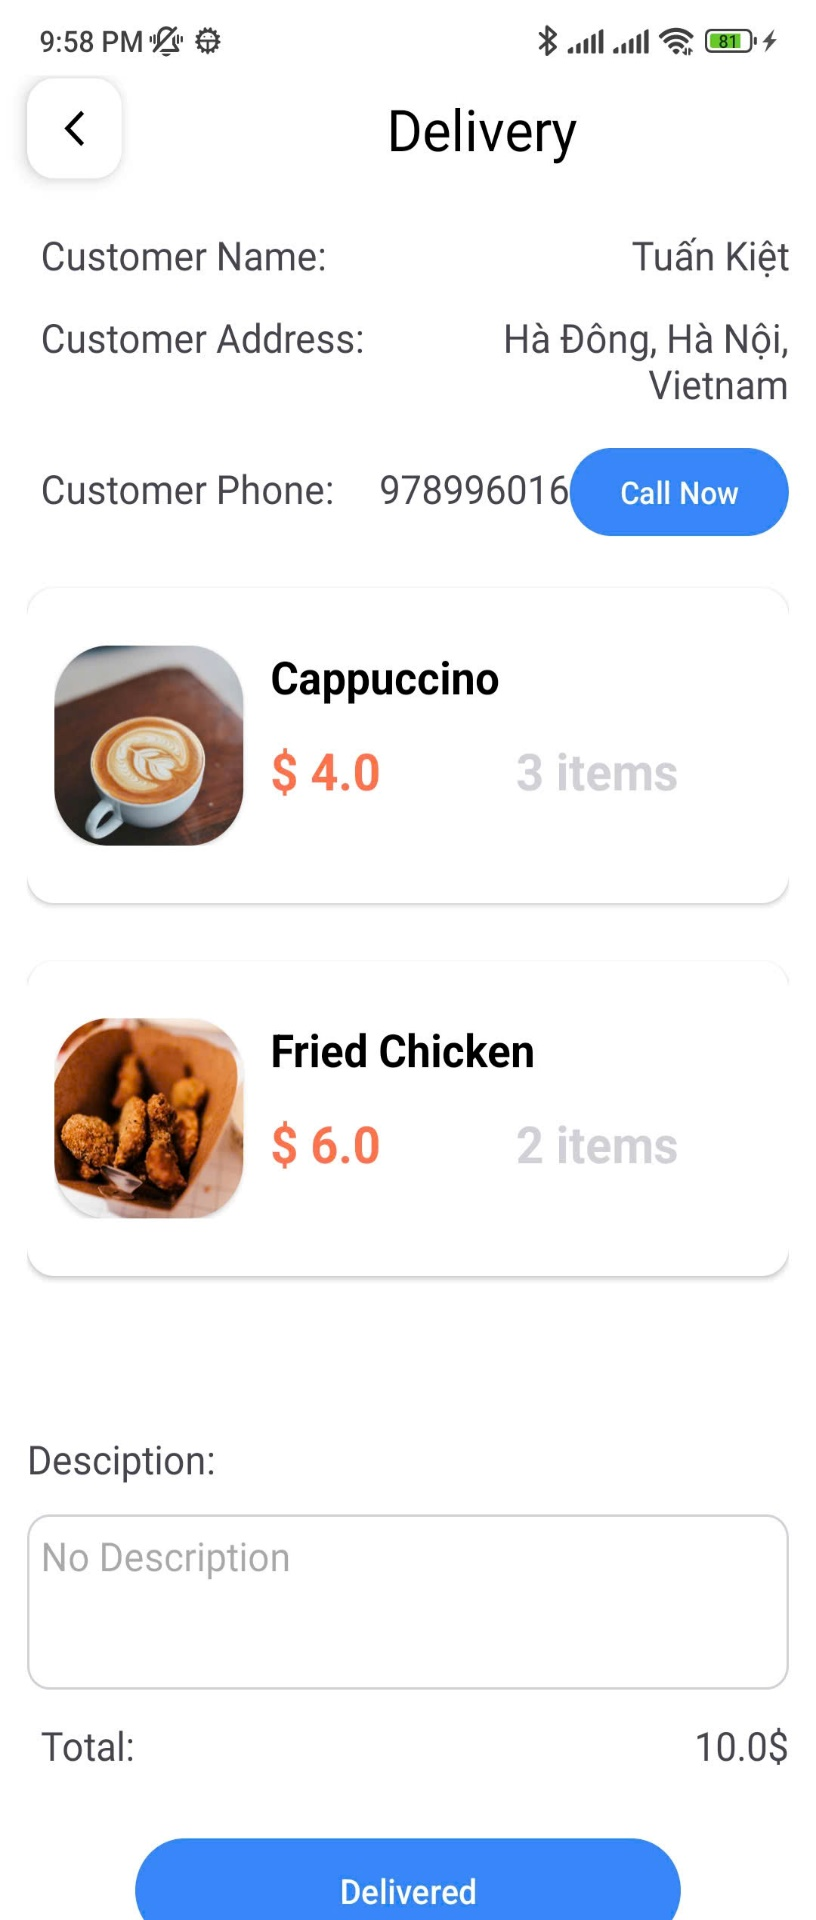 9:58 PM
81
Delivery
Customer Name: Tuấn Kiệt
Customer Address: Hà Đông, Hà Nội,
Vietnam
Customer Phone: 978996016 Call Now
Cappuccino
$ 4.0 3 items
Fried Chicken
$ 6.0 2 items
Desciption:
No Description
Total: 10.0$
Delivered